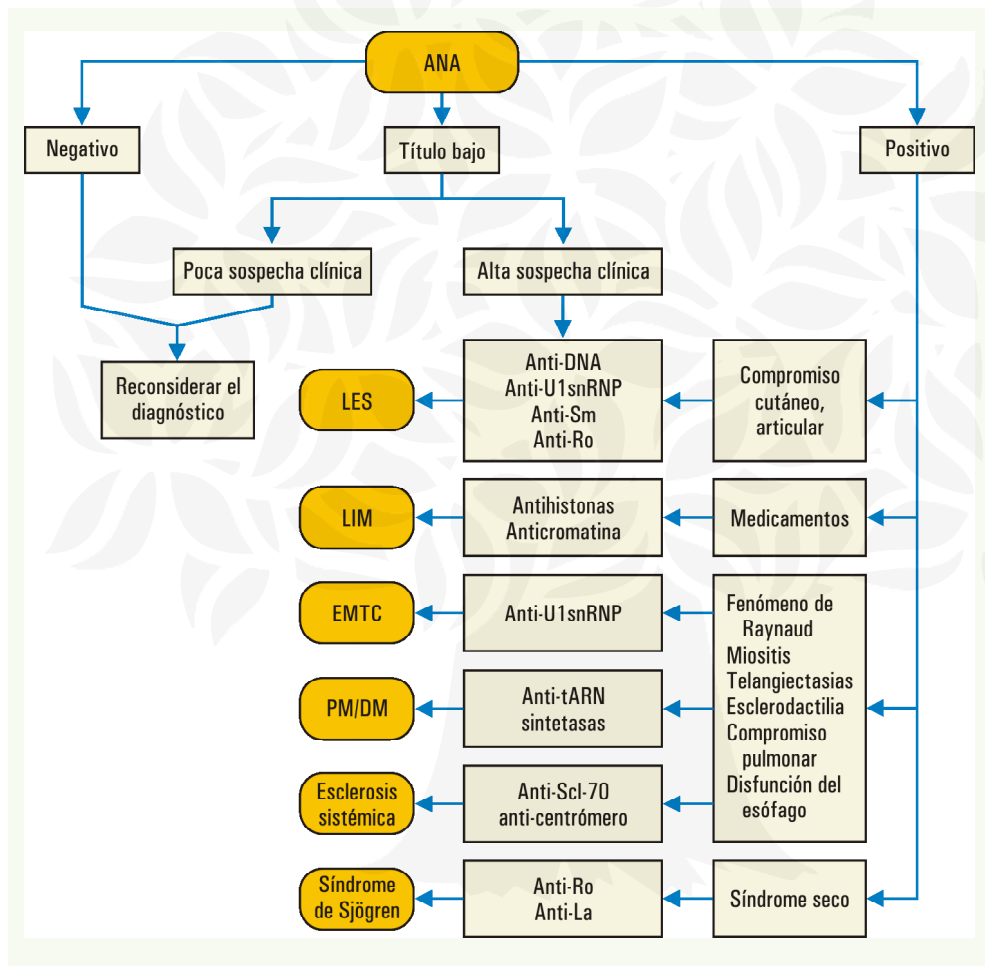 ANA
Negativo
Título bajo
Positivo
Poca sospecha clínica
Alta sospecha clínica
Reconsiderar el
diagnóstico
LES
Anti-DNA
Anti-U1snRNP
Anti-Sm
Anti-Ro
Compromiso
cutáneo,
articular
LIM
Antihistonas
Anticromatina
Medicamentos
EMTC
Anti-U1snRNP
Fenómeno de
Raynaud
Miositis
Telangiectasias
Esclerodactilia
Compromiso
pulmonar
Disfunción del
esófago
PM/DM
Anti-tARN
sintetasas
Esclerosis
sistémica
Anti-Scl-70
anti-centrómero
Síndrome
de Sjögren
Anti-Ro
Anti-La
Síndrome seco